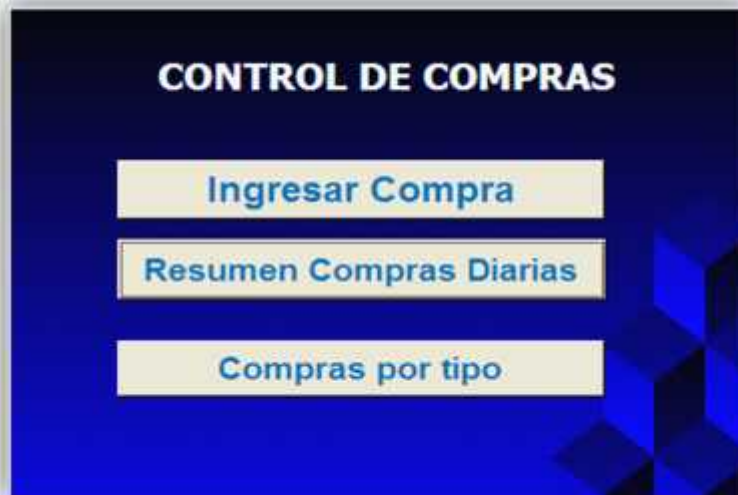 CONTROL DE COMPRAS
Ingresar Compra
Resumen Compras Diarias
Compras por tipo